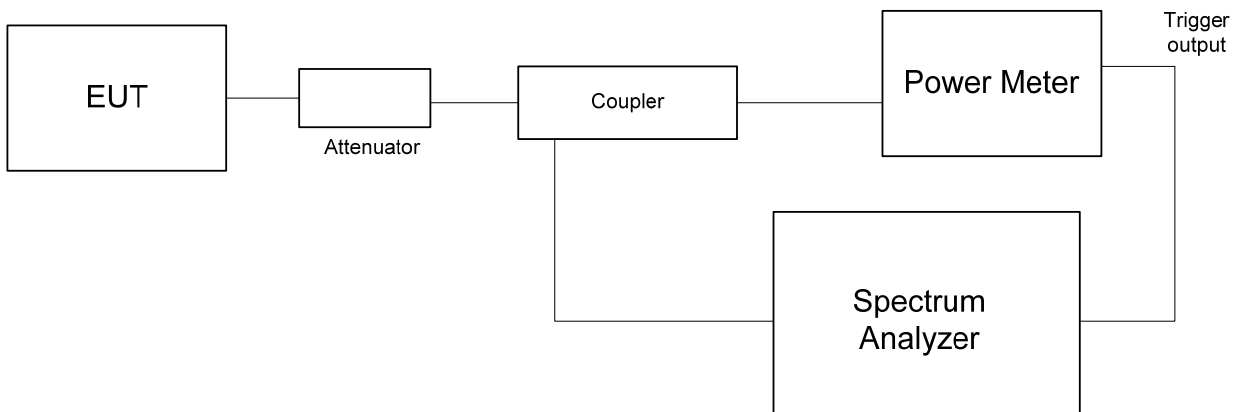 EUT
Attenuator
Coupler
Power Meter
Trigger
output
Spectrum
Analyzer